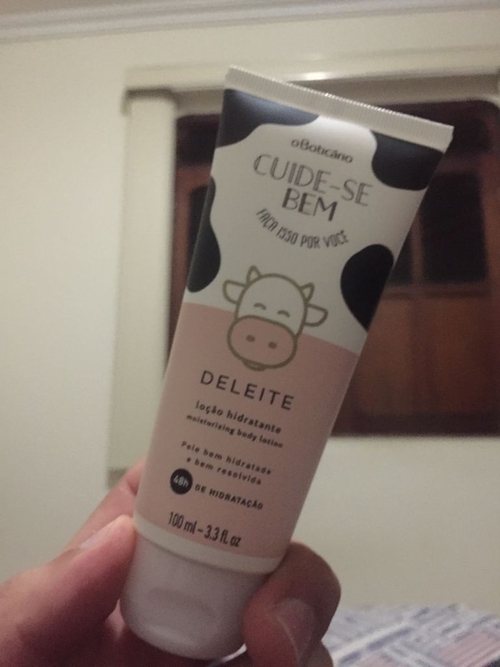 oBoticário
CUIDE-SE
BEM
FAÇA ISSO POR VOCÊ
DELEITE
loção hidratante
moisturizing body lotion
Pele bem hidratada
e bem resolvida
48h DE HIDRATAÇÃO
100 ml - 3.3 fl. oz